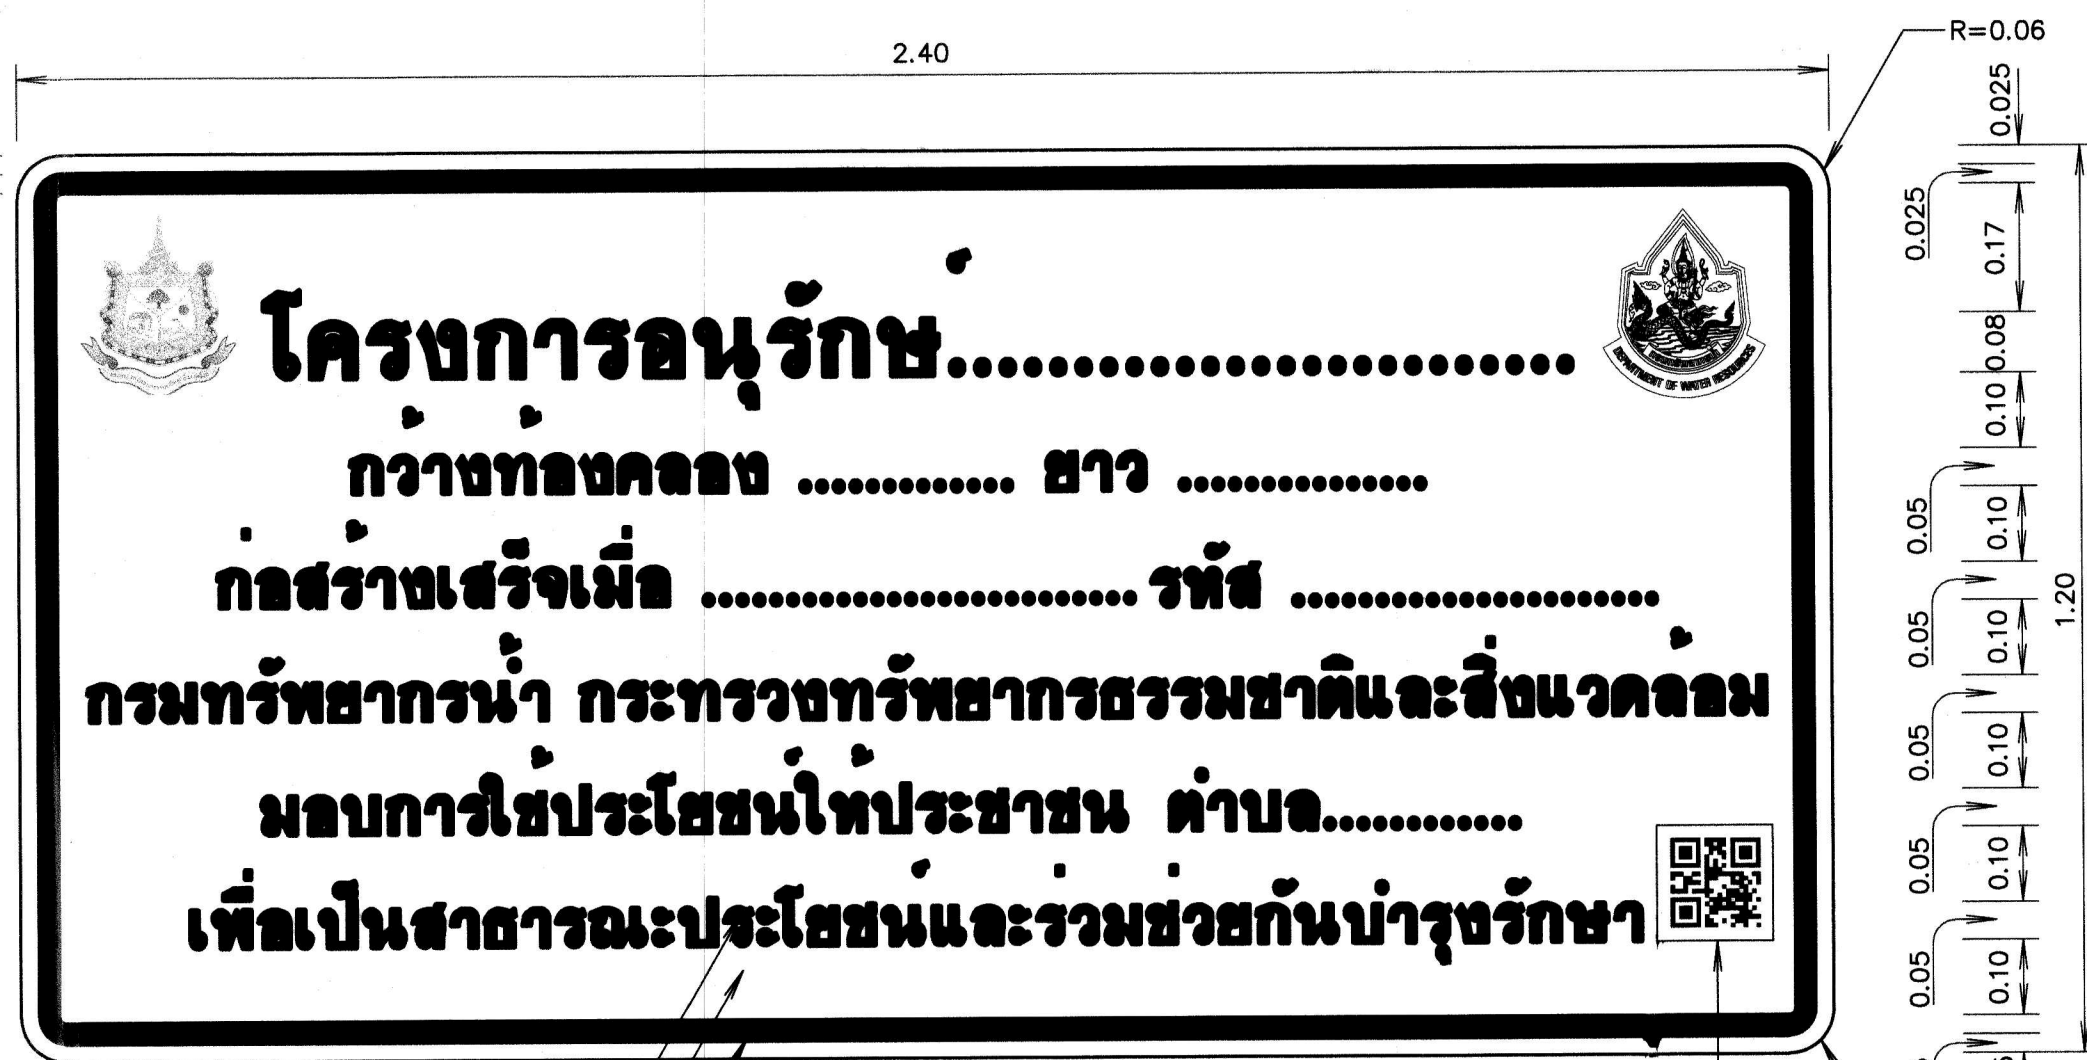 2.40
R=0.06
0.025
0.025
0.17
0.08
0.10
0.05
0.10
0.05
0.10
0.05
0.10
0.05
0.10
0.05
0.10
1.20
โครงการอนุรักษ์..........................
DEPARTMENT OF WATER RESOURCES
กว้างท้องคลอง ............. ยาว ...............
ก่อสร้างเสร็จเมื่อ .......................... รหัส ......................
กรมทรัพยากรน้ำ กระทรวงทรัพยากรธรรมชาติและสิ่งแวดล้อม
มอบการใช้ประโยชน์ให้ประชาชน ตำบล............
เพื่อเป็นสาธารณะประโยชน์และร่วมช่วยกันบำรุงรักษา